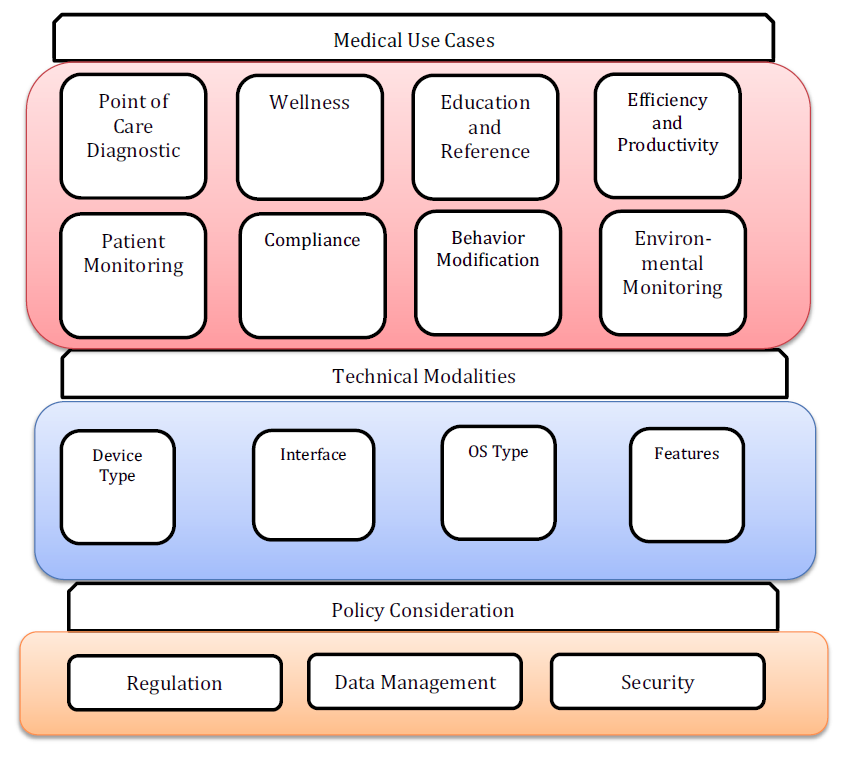 Medical Use Cases
Point of
Care
Diagnostic
Wellness
Education
and
Reference
Efficiency
and
Productivity
Patient
Monitoring
Compliance
Behavior
Modification
Environ-
mental
Monitoring
Technical Modalities
Device
Type
Interface
OS Type
Features
Policy Consideration
Regulation
Data Management
Security